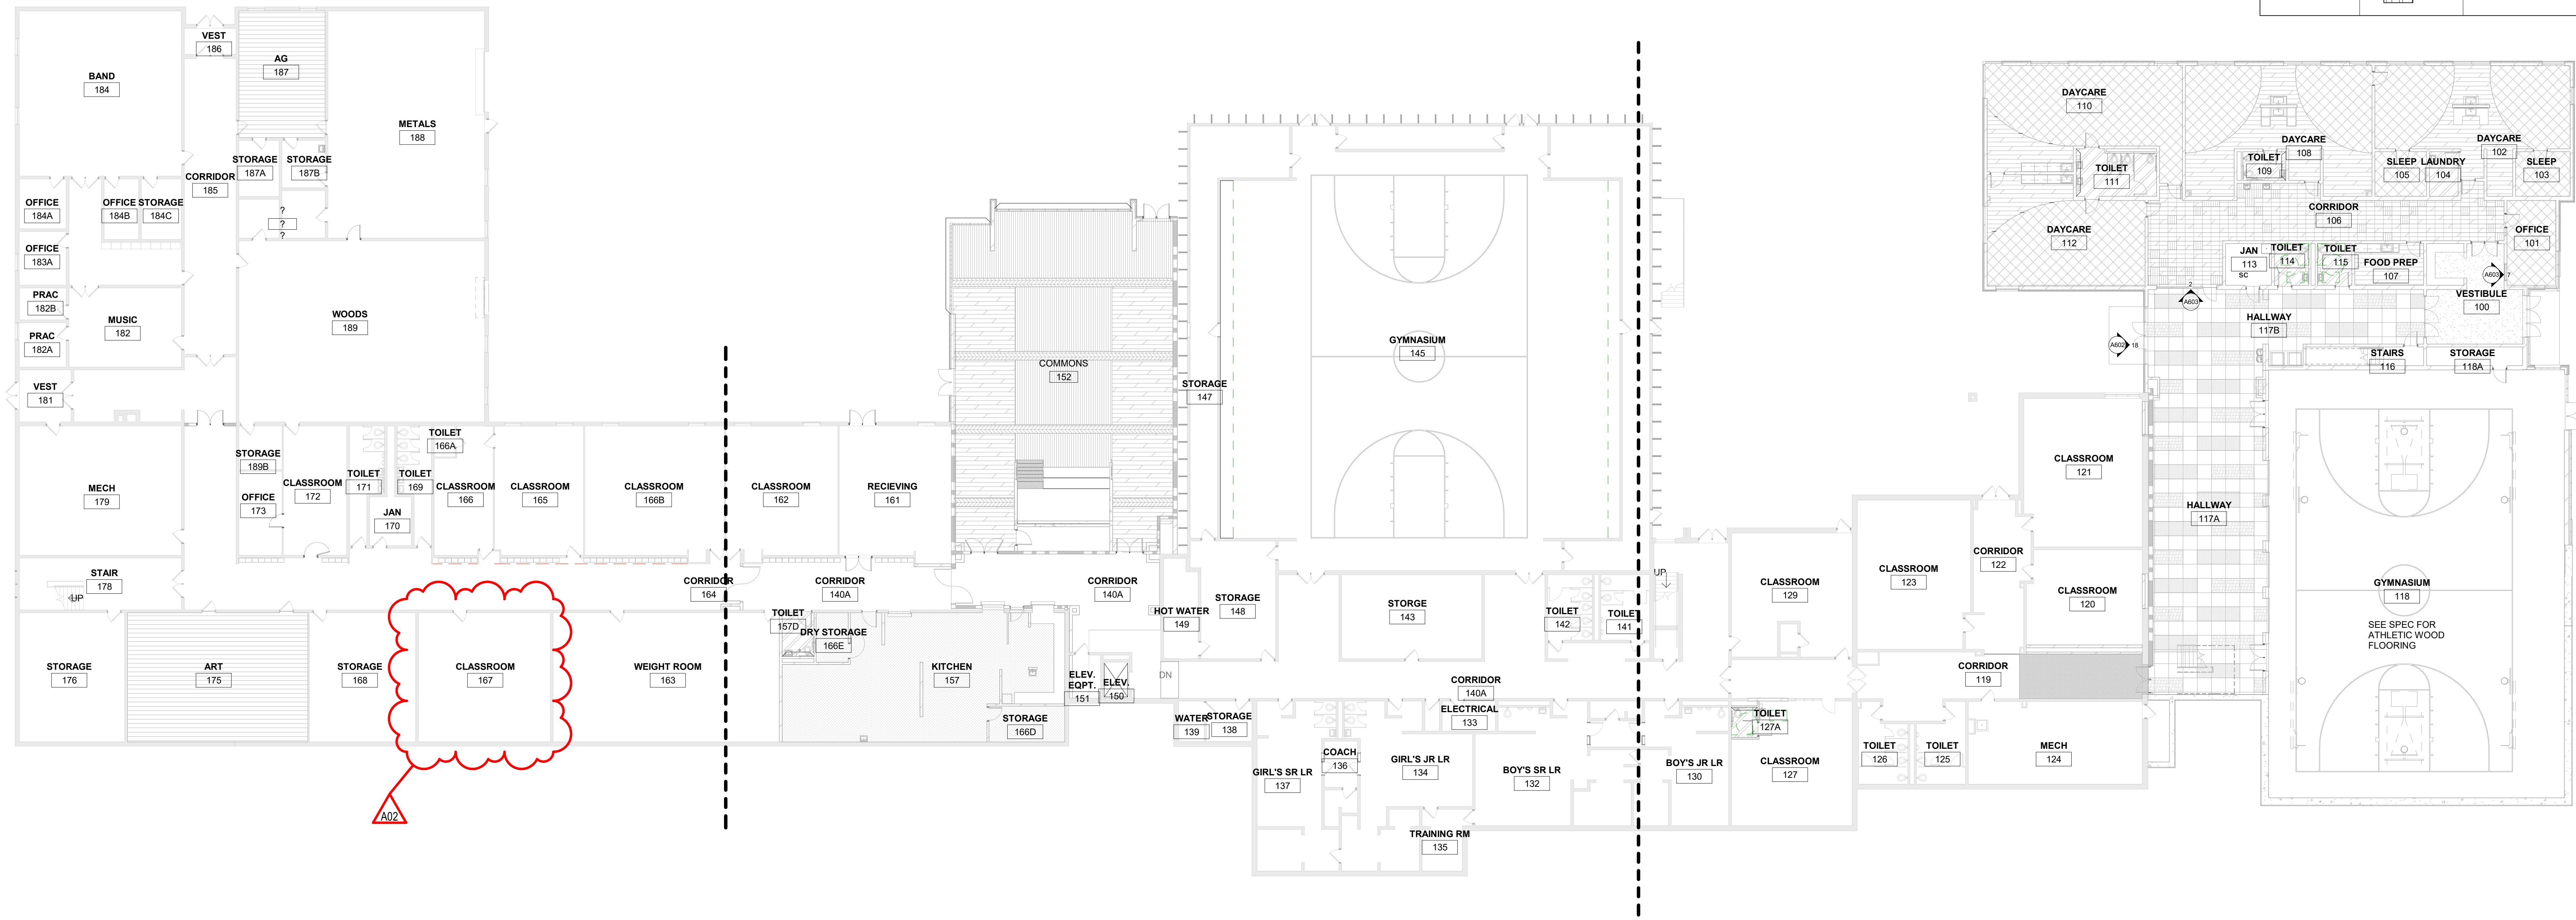 BAND
184
VEST
186
AG
187
METALS
188
STORAGE
187A
STORAGE
187B
CORRIDOR
185
OFFICE
184A
OFFICE
184B
STORAGE
184C
?
?
OFFICE
183A
PRAC
182B
PRAC
182A
MUSIC
182
WOODS
189
VEST
181
MECH
179
STORAGE
189B
OFFICE
173
CLASSROOM
172
TOILET
171
JAN
170
TOILET
169
TOILET
166A
CLASSROOM
166
CLASSROOM
165
CLASSROOM
166B
CLASSROOM
162
RECIEVING
161
STAIR
178
UP
STORAGE
176
ART
175
STORAGE
168
CLASSROOM
167
A02
WEIGHT ROOM
163
CORRIDOR
164
CORRIDOR
140A
CORRIDOR
140A
TOILET
157D
DRY STORAGE
166E
KITCHEN
157
STORAGE
166D
ELEV.
EQPT.
151
ELEV.
150
DN
COMMONS
152
STORAGE
147
GYMNASIUM
145
HOT WATER
149
STORAGE
148
STORGE
143
TOILET
142
TOILET
141
UP
CORRIDOR
140A
WATER
139
STORAGE
138
ELECTRICAL
133
GIRL'S SR LR
137
COACH
136
GIRL'S JR LR
134
TRAINING RM
135
BOY'S SR LR
132
BOY'S JR LR
130
TOILET
127A
CLASSROOM
127
CLASSROOM
129
CLASSROOM
123
CORRIDOR
122
CLASSROOM
121
CLASSROOM
120
CORRIDOR
119
TOILET
126
TOILET
125
MECH
124
DAYCARE
110
DAYCARE
108
DAYCARE
102
TOILET
111
TOILET
109
SLEEP
105
LAUNDRY
104
SLEEP
103
CORRIDOR
106
DAYCARE
112
OFFICE
101
JAN
113
SC
TOILET
114
TOILET
115
FOOD PREP
107
A603
7
2
A603
VESTIBULE
100
HALLWAY
117B
A602
18
STAIRS
116
STORAGE
118A
HALLWAY
117A
GYMNASIUM
118
SEE SPEC FOR
ATHLETIC WOOD
FLOORING